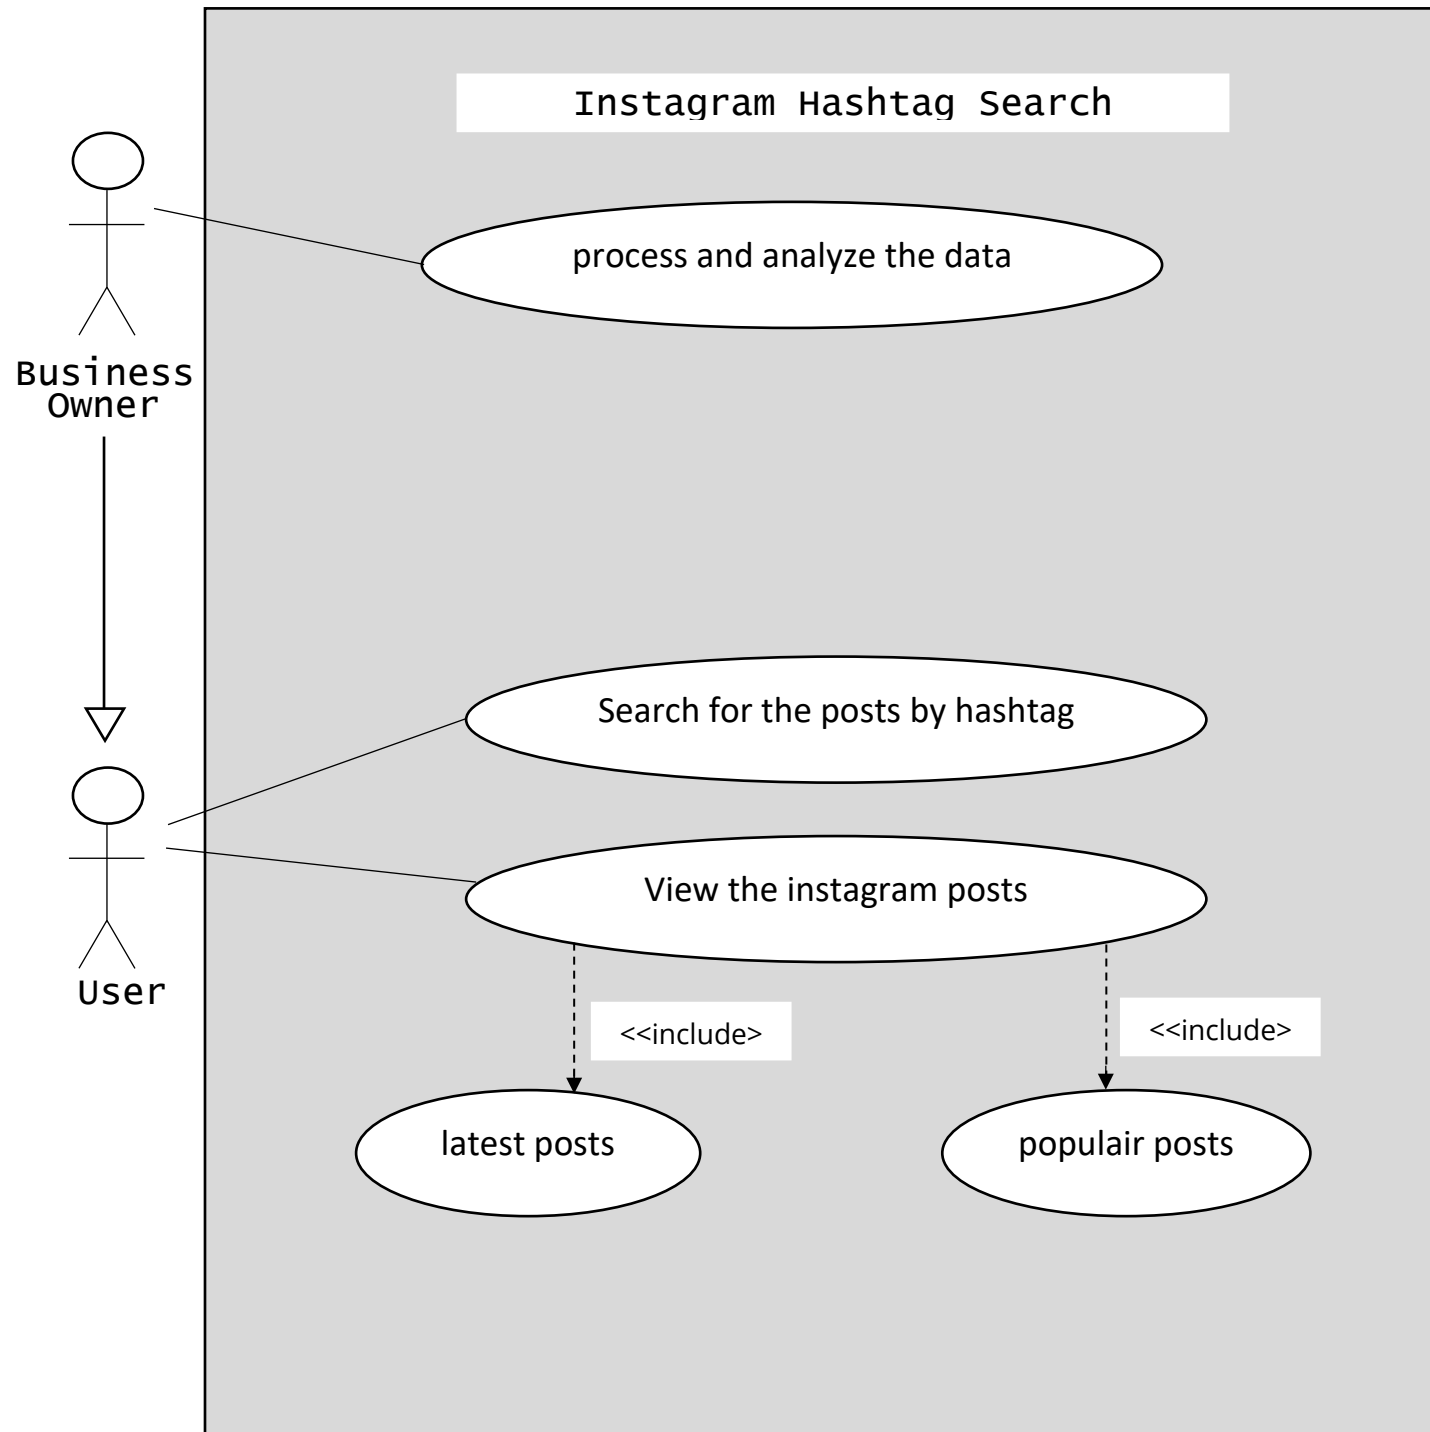 Instagram Hashtag Search
process and analyze the data
Business
Owner
Search for the posts by hashtag
View the instagram posts
User
<<include>
<<include>
latest posts
populair posts